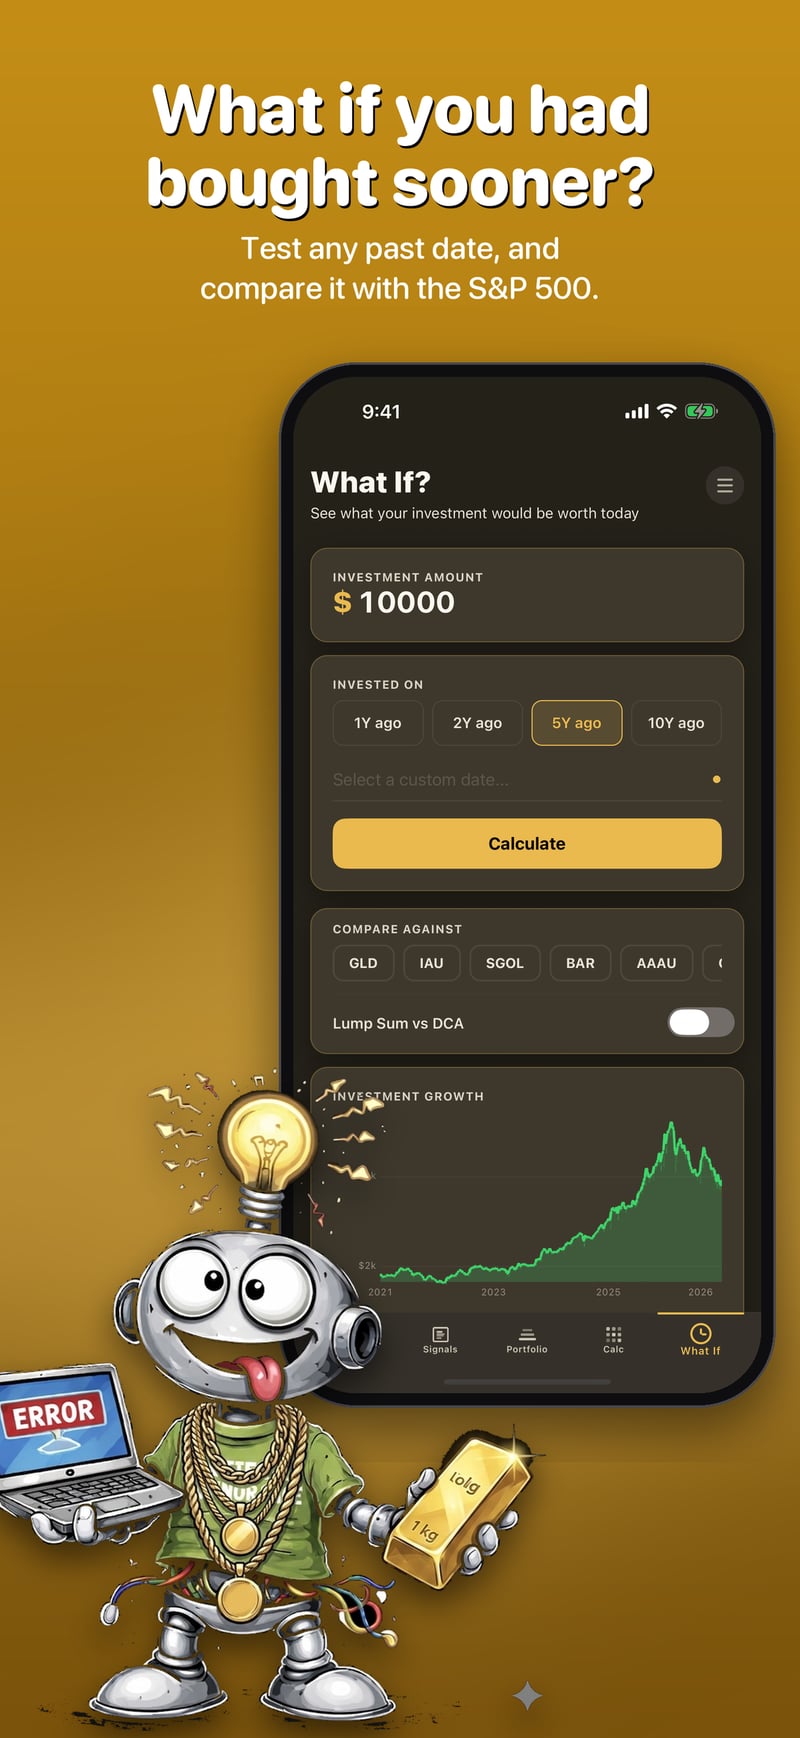 What if you had
bought sooner?
Test any past date, and
compare it with the S&P 500.
9:41
What If?
See what your investment would be worth today
INVESTMENT AMOUNT
$ 10000
INVESTED ON
1Y ago
2Y ago
5Y ago
10Y ago
Select a custom date...
Calculate
COMPARE AGAINST
GLD
IAU
SGOL
BAR
AAAU
Lump Sum vs DCA
INVESTMENT GROWTH
$2k
2021
2023
2025
2026
Signals
Portfolio
Calc
What If
ERROR
1 kg